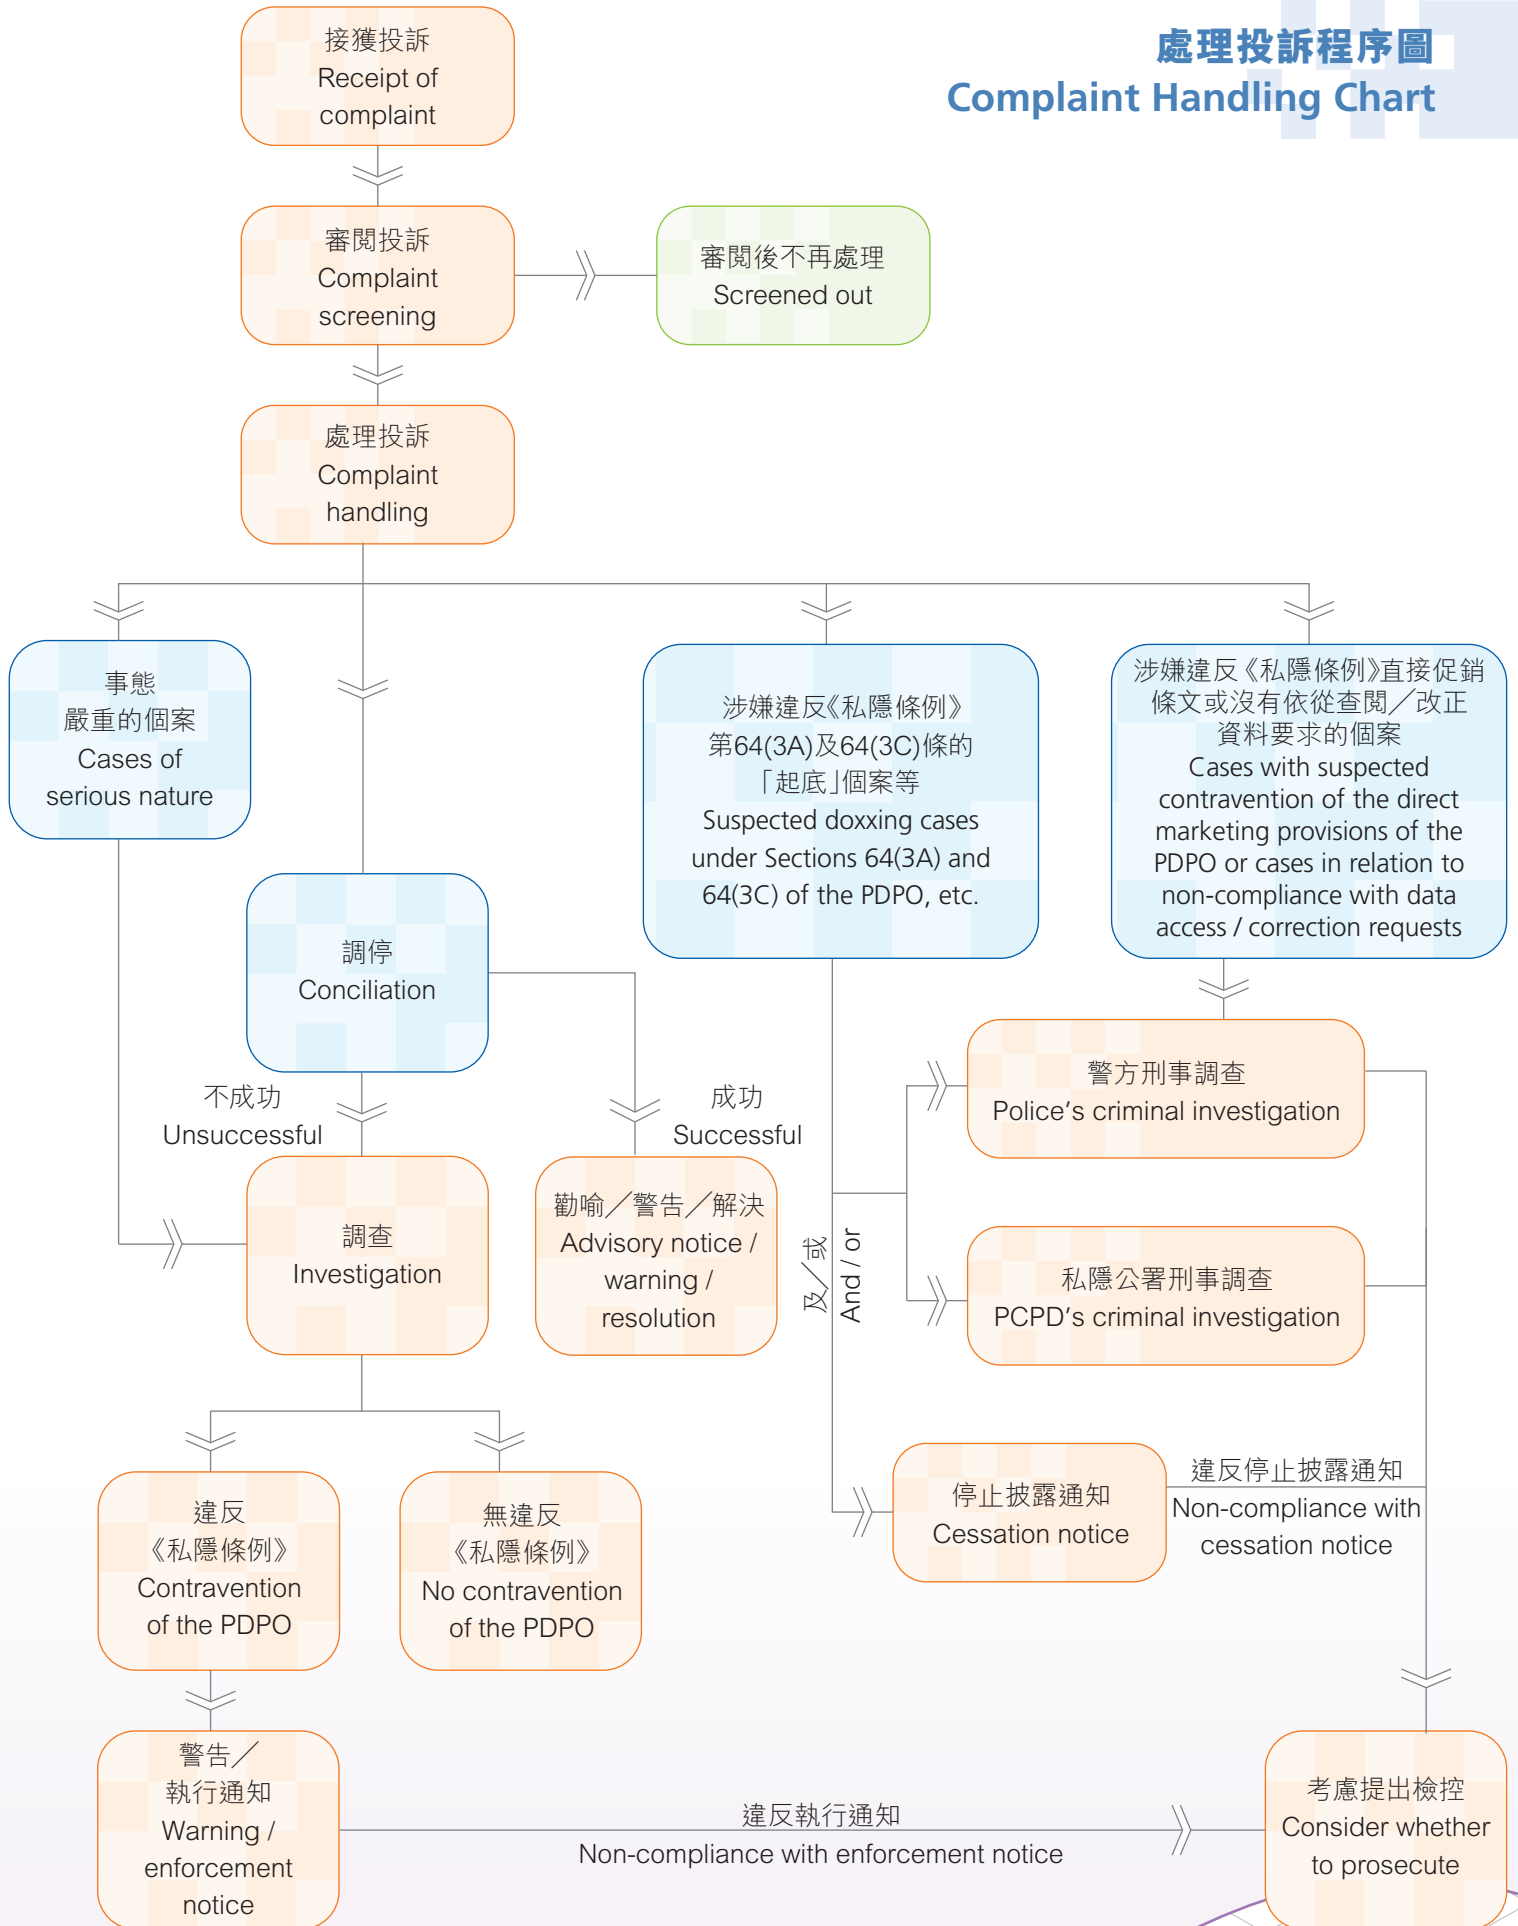 處理投訴程序圖
Complaint Handling Chart
接獲投訴
Receipt of
complaint
審閱投訴
Complaint
screening
審閱後不再處理
Screened out
處理投訴
Complaint
handling
事態
嚴重的個案
Cases of
serious nature
調停
Conciliation
涉嫌違反《私隱條例》
第64(3A)及64(3C)條的
「起底」個案等
Suspected doxxing cases
under Sections 64(3A) and
64(3C) of the PDPO, etc.
涉嫌違反《私隱條例》直接促銷
條文或沒有依從查閱／改正
資料要求的個案
Cases with suspected
contravention of the direct
marketing provisions of the
PDPO or cases in relation to
non-compliance with data
access / correction requests
不成功
Unsuccessful
成功
Successful
調查
Investigation
勸喻／警告／解決
Advisory notice /
warning /
resolution
及／或
And / or
警方刑事調查
Police's criminal investigation
私隱公署刑事調查
PCPD's criminal investigation
停止披露通知
Cessation notice
違反停止披露通知
Non-compliance with
cessation notice
違反
《私隱條例》
Contravention
of the PDPO
無違反
《私隱條例》
No contravention
of the PDPO
警告／
執行通知
Warning /
enforcement
notice
違反執行通知
Non-compliance with enforcement notice
考慮提出檢控
Consider whether
to prosecute